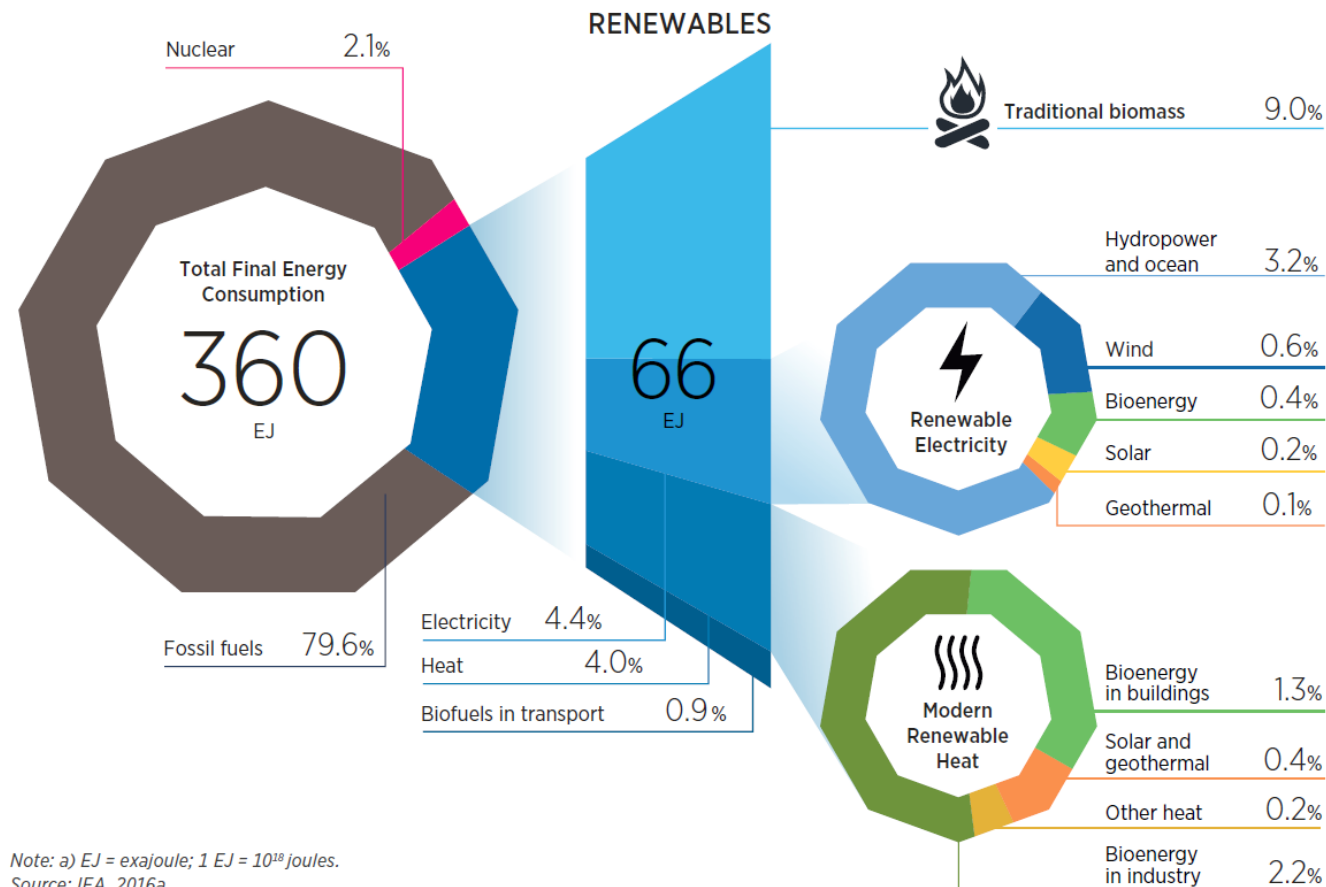 RENEWABLES
Nuclear 2.1%
Total Final Energy
Consumption
360
EJ
Fossil fuels 79.6%
66
EJ
Electricity 4.4%
Heat 4.0%
Biofuels in transport 0.9%
Traditional biomass 9.0%
Renewable
Electricity
Hydropower
and ocean 3.2%
Wind 0.6%
Bioenergy 0.4%
Solar 0.2%
Geothermal 0.1%
Modern
Renewable
Heat
Bioenergy
in buildings 1.3%
Solar and
geothermal 0.4%
Other heat 0.2%
Bioenergy
in industry 2.2%
Note: a) EJ = exajoule; 1 EJ = 10¹⁸ joules.
Source: IEA, 2016a